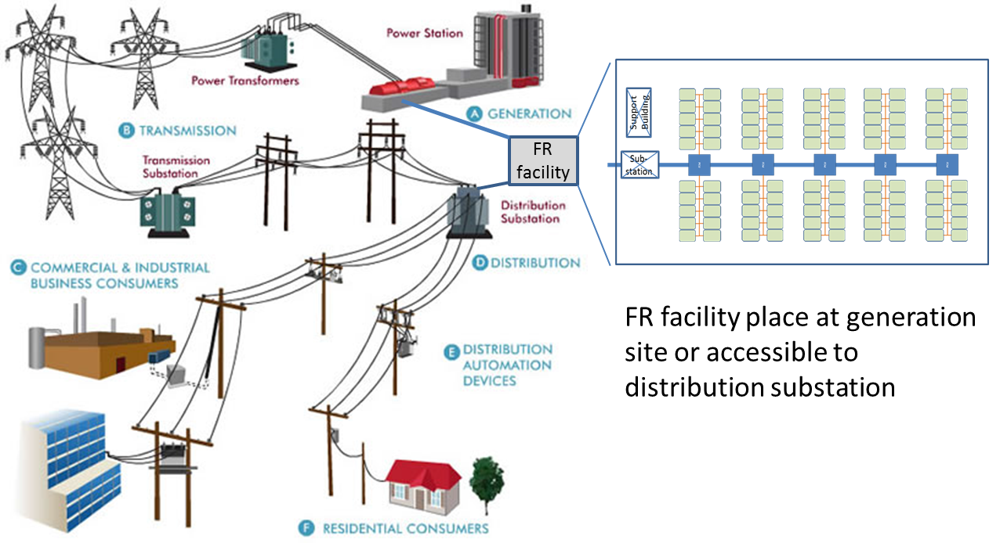 Power Station
Power Transformers
A GENERATION
B TRANSMISSION
Transmission
Substation
FR
facility
Support
Building
Sub-
station
Distribution
Substation
C COMMERCIAL & INDUSTRIAL
BUSINESS CONSUMERS
D DISTRIBUTION
FR facility place at generation
site or accessible to
distribution substation
E DISTRIBUTION
AUTOMATION
DEVICES
F RESIDENTIAL CONSUMERS